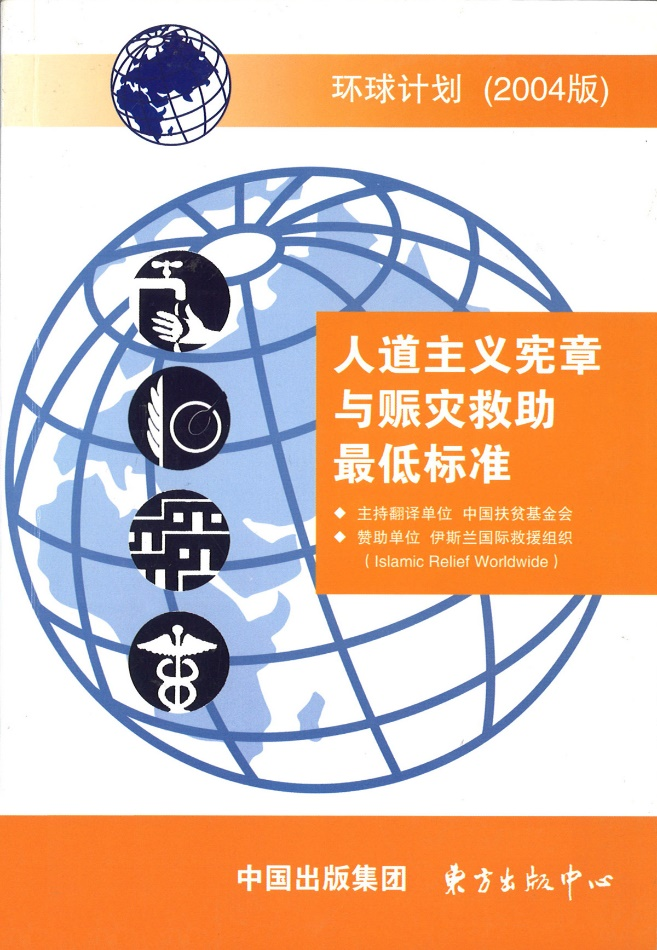 环球计划 (2004版)
人道主义宪章
与赈灾救助
最低标准
◆ 主持翻译单位 中国扶贫基金会
◆ 赞助单位 伊斯兰国际救援组织
(Islamic Relief Worldwide)
中国出版集团 东方出版中心